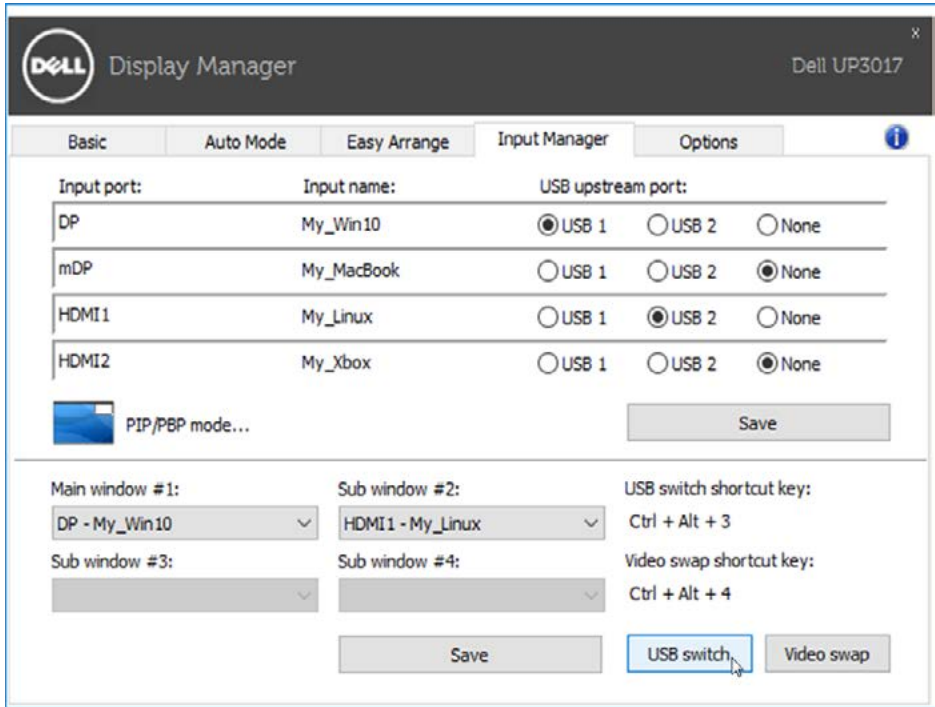 x
DELL Display Manager Dell UP3017
Basic Auto Mode Easy Arrange Input Manager Options i
Input port: Input name: USB upstream port:
DP My_Win10 USB 1 USB 2 None
mDP My_MacBook USB 1 USB 2 None
HDMI1 My_Linux USB 1 USB 2 None
HDMI2 My_Xbox USB 1 USB 2 None
PIP/PBP mode... Save
Main window #1: Sub window #2: USB switch shortcut key:
DP - My_Win10 HDMI1 - My_Linux Ctrl + Alt + 3
Sub window #3: Sub window #4: Video swap shortcut key:
Ctrl + Alt + 4
Save USB switch Video swap